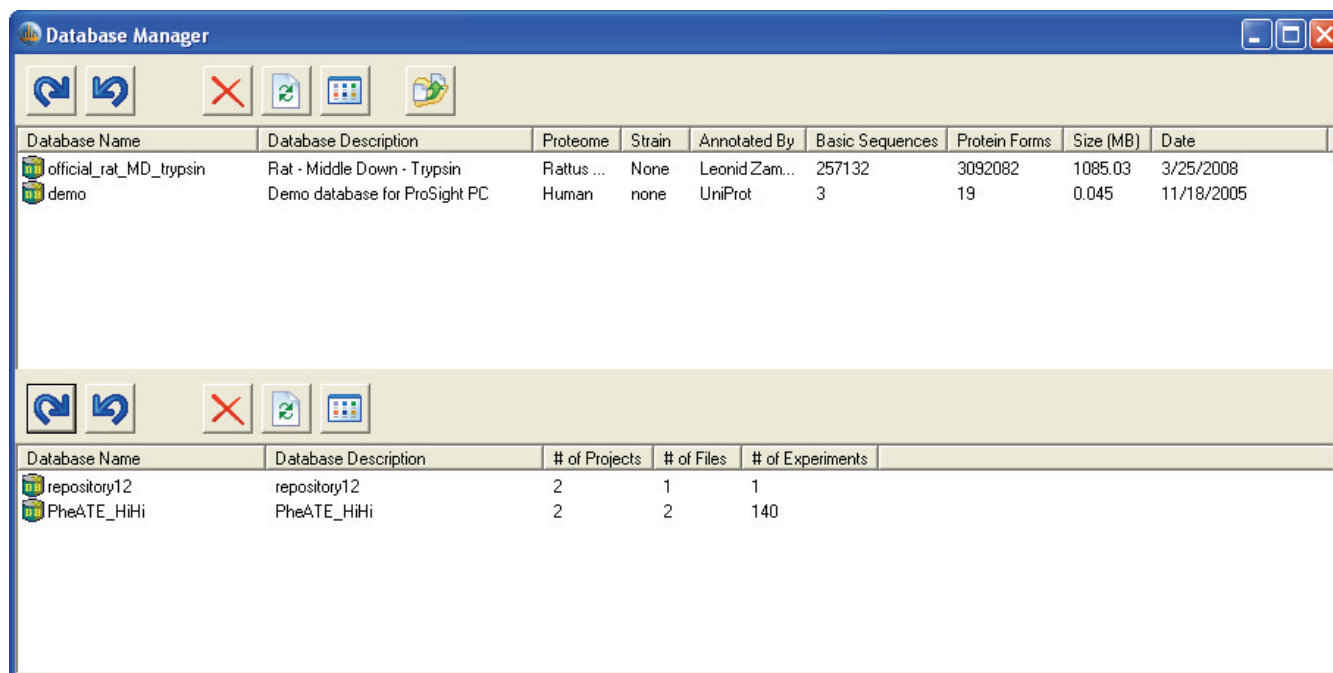 Database Manager
Database Name Database Description Proteome Strain Annotated By Basic Sequences Protein Forms Size (MB) Date
official_rat_MD_trypsin Rat - Middle Down - Trypsin Rattus ... None Leonid Zam... 257132 3092082 1085.03 3/25/2008
demo Demo database for ProSight PC Human none UniProt 3 19 0.045 11/18/2005
Database Name Database Description # of Projects # of Files # of Experiments
repository12 repository12 2 1 1
PheATE_HiHi PheATE_HiHi 2 2 140